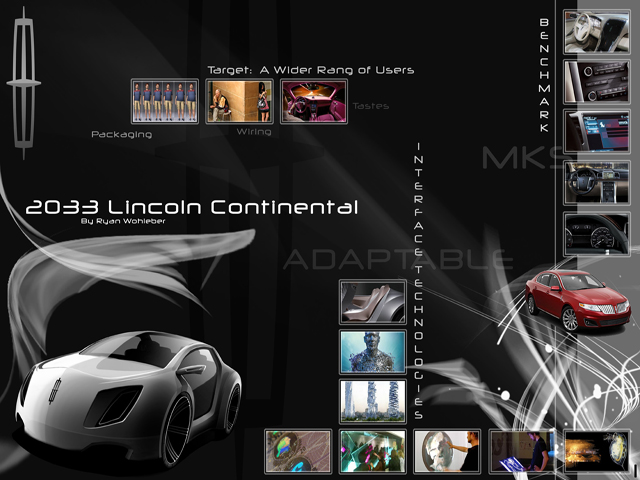 BENCHMARK
Target: A Wider Rang of Users
Tastes
Packaging
Wiring
INTERFACE TECHNOLOGIES
MKS
2033 Lincoln Continental
By Ryan Wohleber
ADAPTABLE